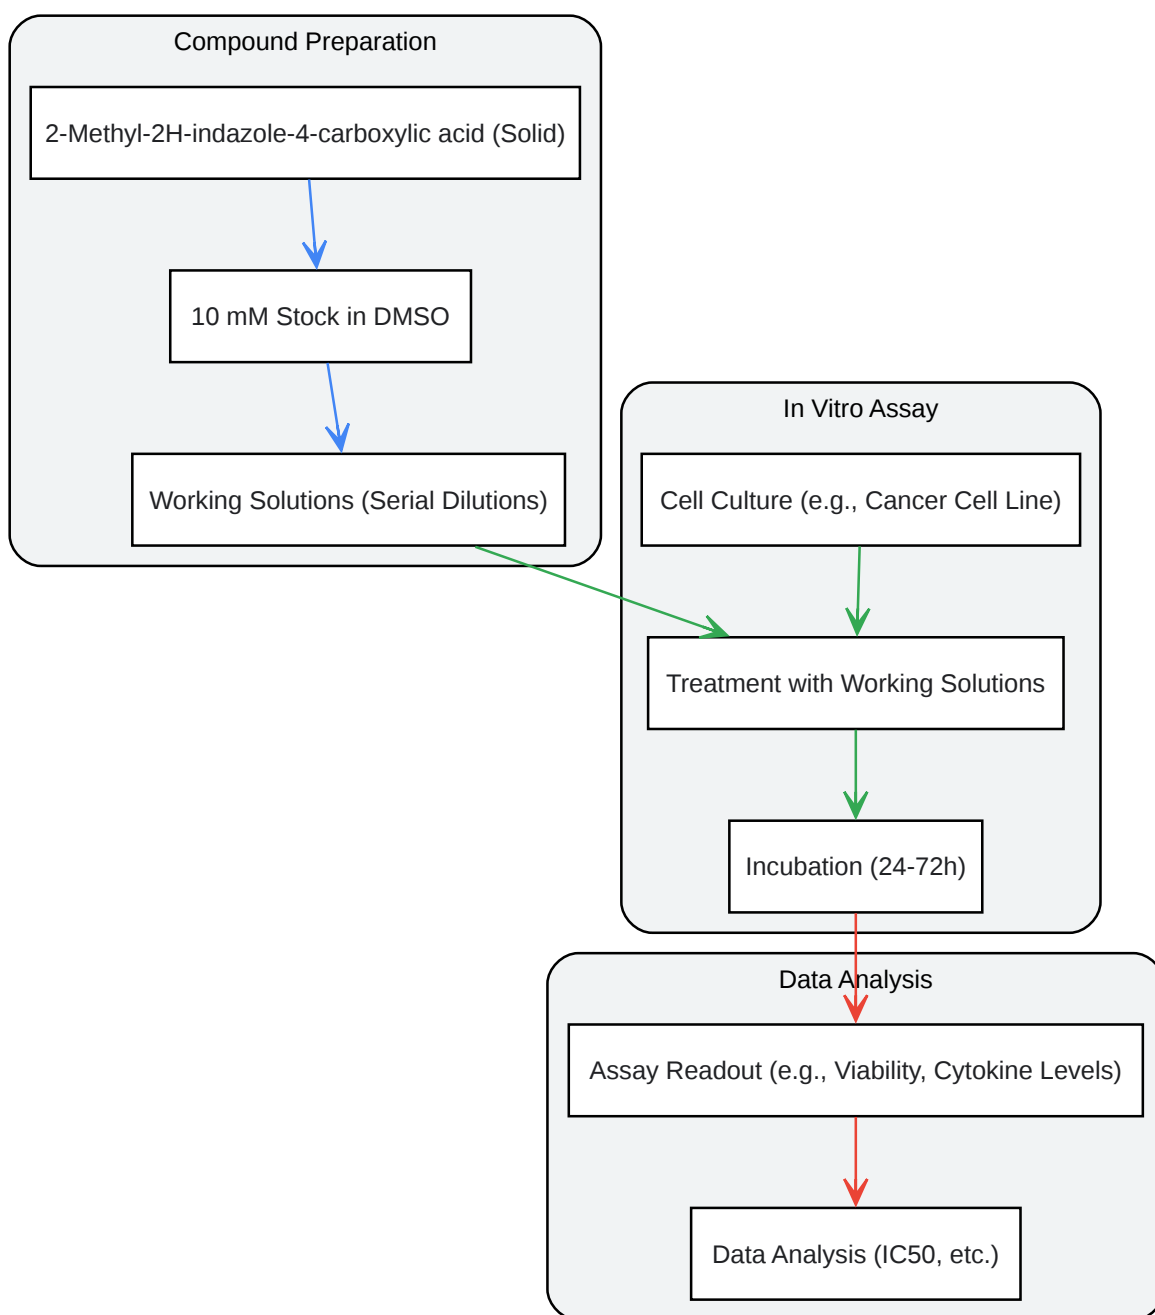 Compound Preparation
2-Methyl-2H-indazole-4-carboxylic acid (Solid)
10 mM Stock in DMSO
Working Solutions (Serial Dilutions)
In Vitro Assay
Cell Culture (e.g., Cancer Cell Line)
Treatment with Working Solutions
Incubation (24-72h)
Data Analysis
Assay Readout (e.g., Viability, Cytokine Levels)
Data Analysis (IC50, etc.)